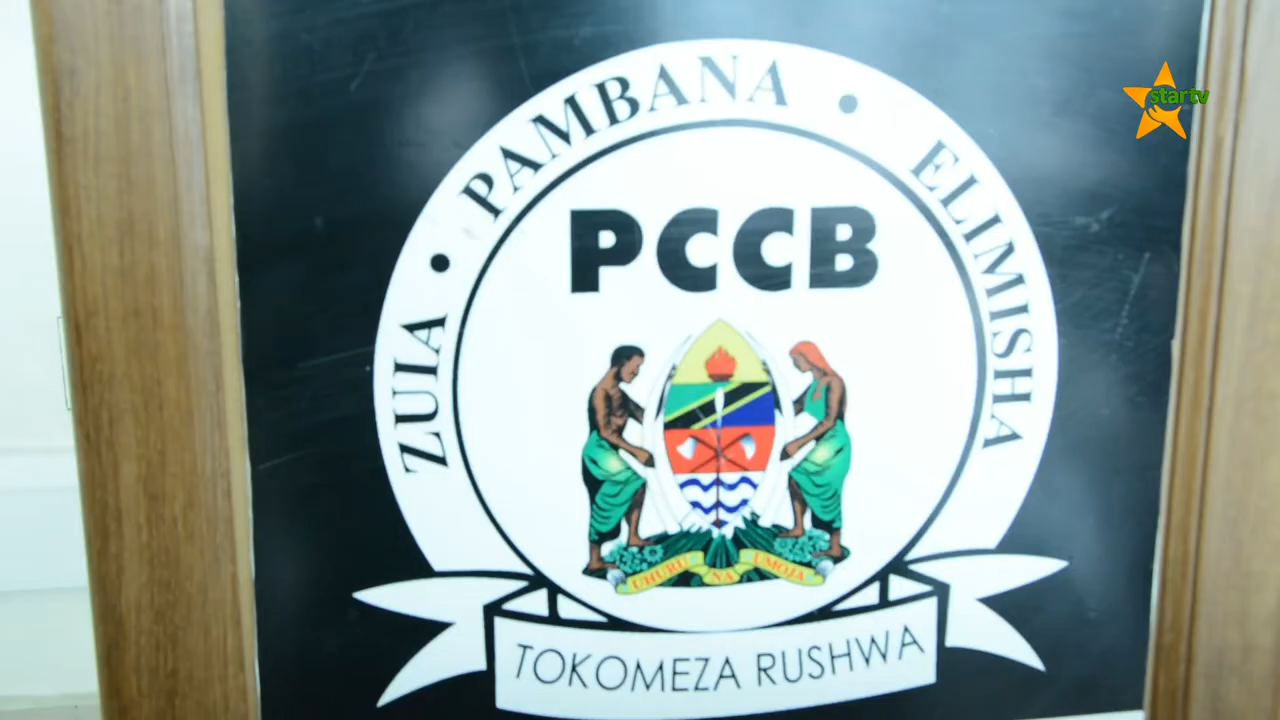 startv
ZUIA • PAMBANA • ELIMISHA
PCCB
UHURU NA UMOJA
TOKOMEZA RUSHWA